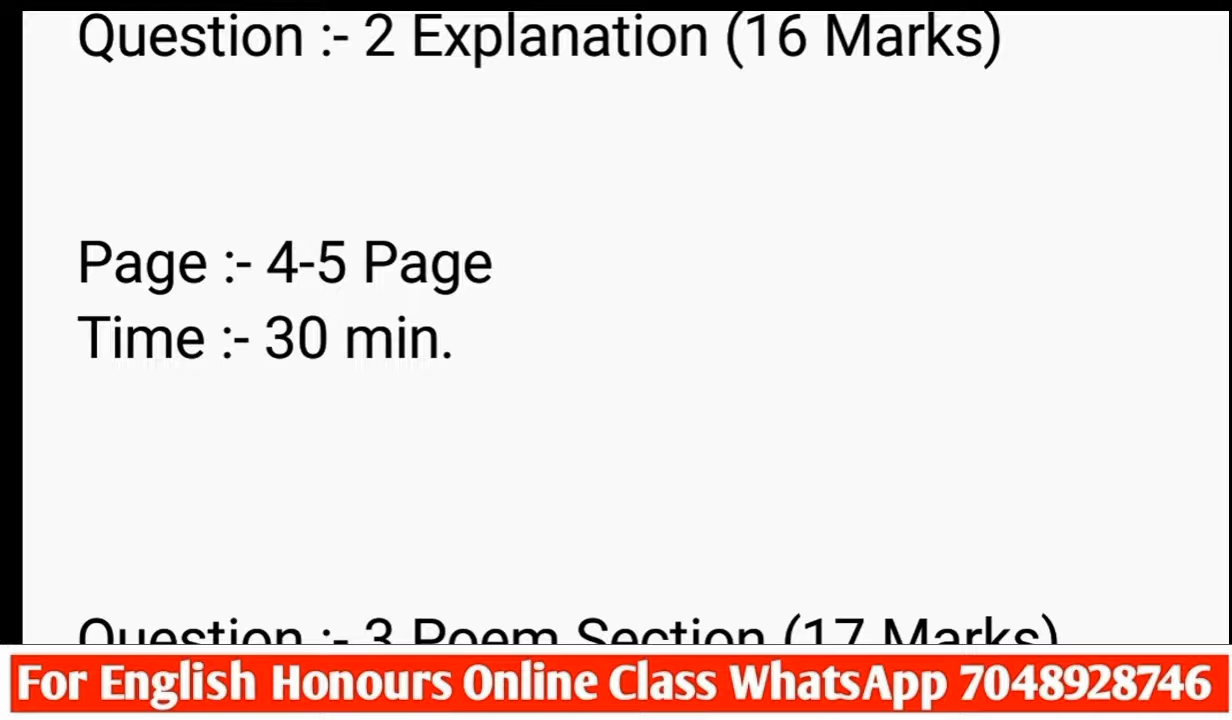 Question :- 2 Explanation (16 Marks)
Page :- 4-5 Page
Time :- 30 min.
Question :- 3 Poem Section (17 Marks)
For English Honours Online Class WhatsApp 7048928746